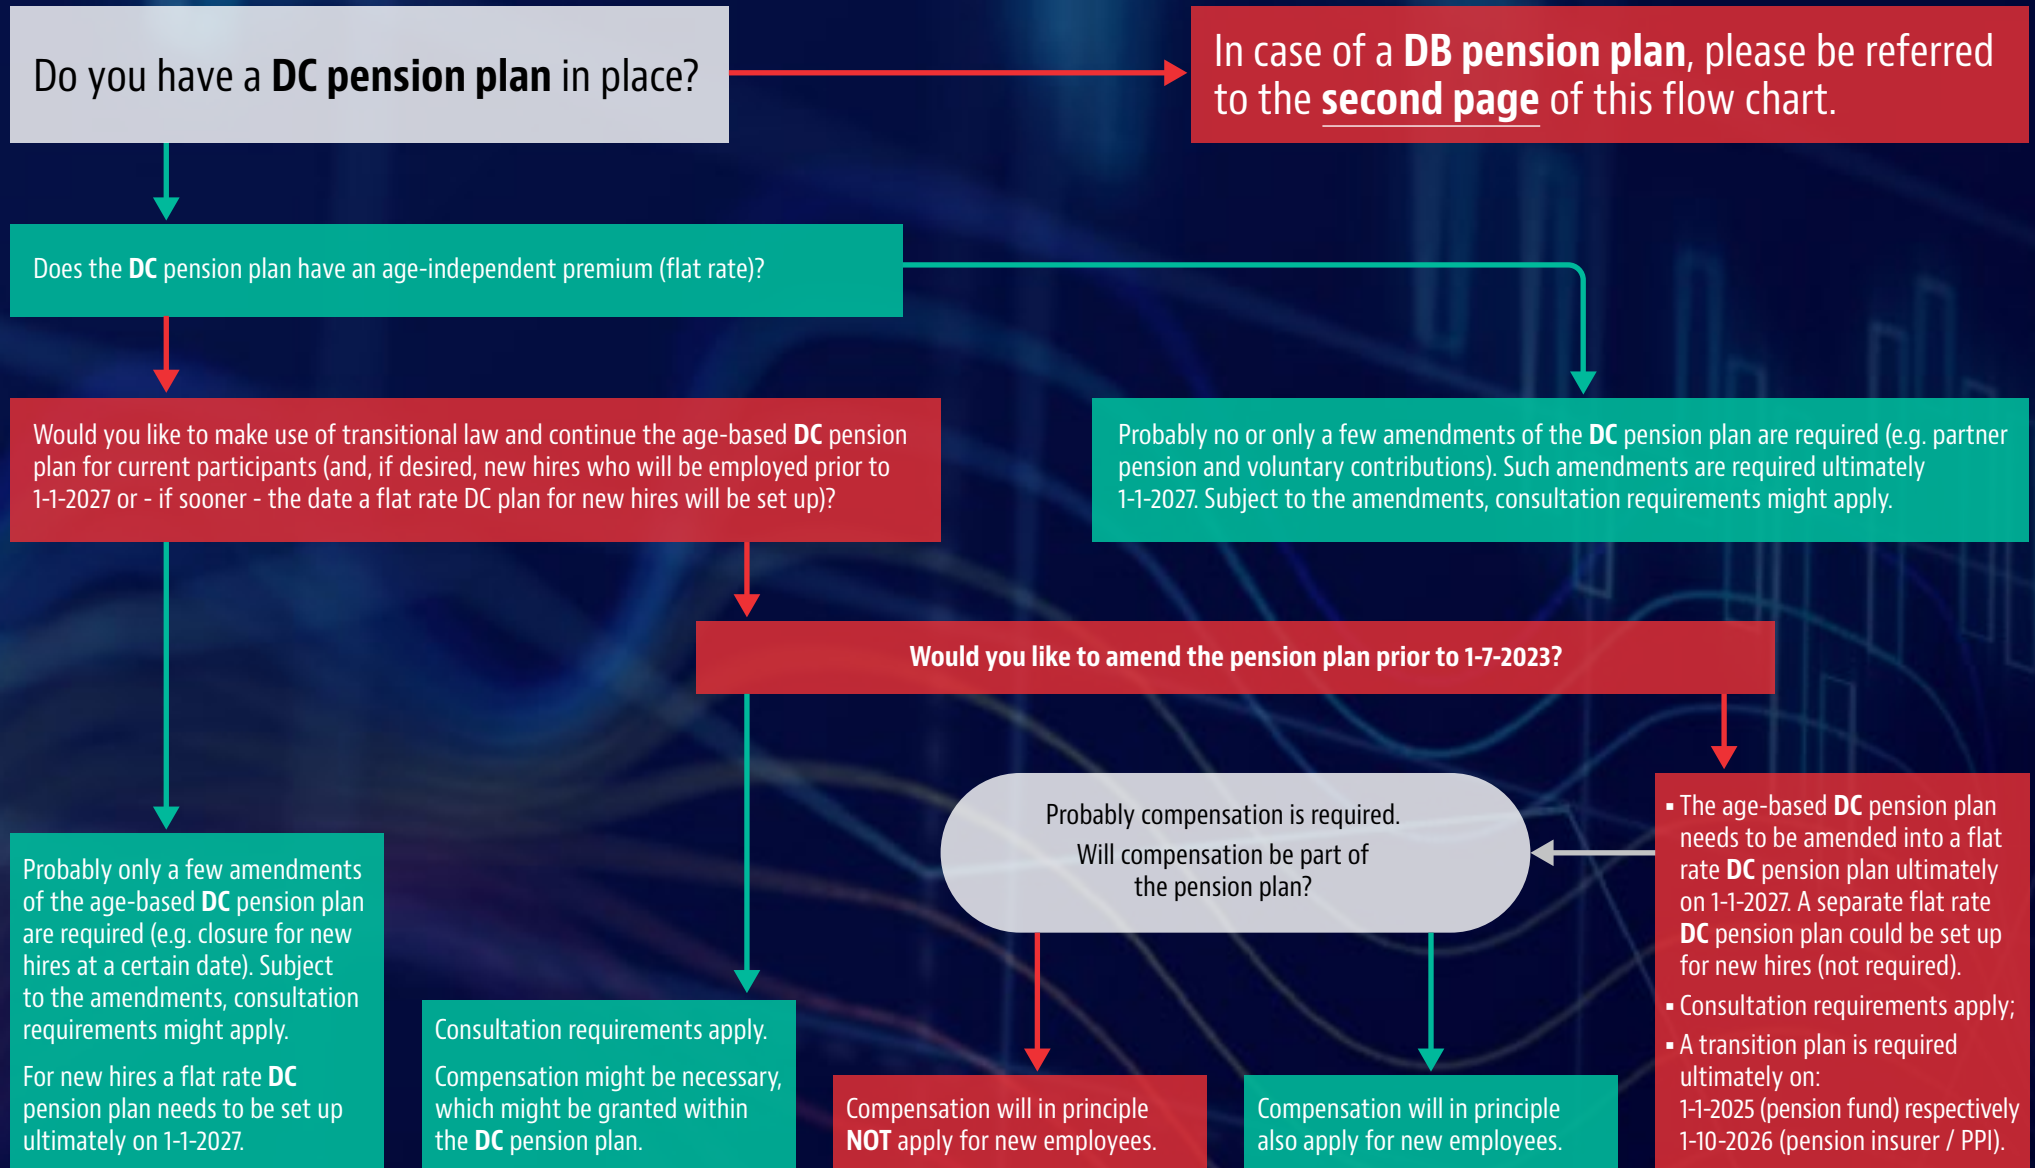 Do you have a DC pension plan in place?
In case of a DB pension plan, please be referred
to the second page of this flow chart.
Does the DC pension plan have an age-independent premium (flat rate)?
Would you like to make use of transitional law and continue the age-based DC pension
plan for current participants (and, if desired, new hires who will be employed prior to
1-1-2027 or - if sooner - the date a flat rate DC plan for new hires will be set up)?
Probably no or only a few amendments of the DC pension plan are required (e.g. partner
pension and voluntary contributions). Such amendments are required ultimately
1-1-2027. Subject to the amendments, consultation requirements might apply.
Would you like to amend the pension plan prior to 1-7-2023?
Probably only a few amendments
of the age-based DC pension plan
are required (e.g. closure for new
hires at a certain date). Subject
to the amendments, consultation
requirements might apply.
For new hires a flat rate DC
pension plan needs to be set up
ultimately on 1-1-2027.
Consultation requirements apply.
Compensation might be necessary,
which might be granted within
the DC pension plan.
Probably compensation is required.
Will compensation be part of
the pension plan?
Compensation will in principle
NOT apply for new employees.
Compensation will in principle
also apply for new employees.
▪ The age-based DC pension plan
needs to be amended into a flat
rate DC pension plan ultimately
on 1-1-2027. A separate flat rate
DC pension plan could be set up
for new hires (not required).
▪ Consultation requirements apply;
▪ A transition plan is required
ultimately on:
1-1-2025 (pension fund) respectively
1-10-2026 (pension insurer / PPI).